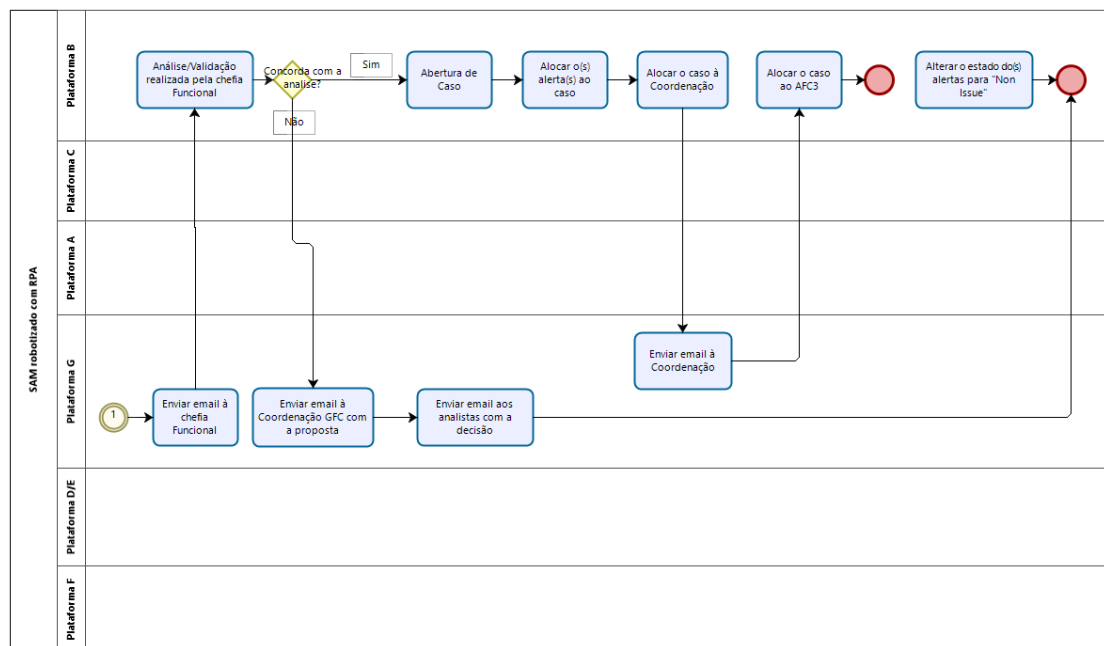 SAM robotizado com RPA
Plataforma B
Análise/Validação
realizada pela chefia
Funcional
Concorda com a
analise?
Sim
Não
Abertura de
Caso
Alocar o(s)
alerta(s) ao
caso
Alocar o caso à
Coordenação
Alocar o caso
ao AFC3
Alterar o estado do(s)
alertas para "Non
Issue"
Plataforma C
Plataforma A
Plataforma G
1
Enviar email à
chefia
Funcional
Enviar email à
Coordenação GFC com
a proposta
Enviar email aos
analistas com a
decisão
Enviar email à
Coordenação
Plataforma D/E
Plataforma F